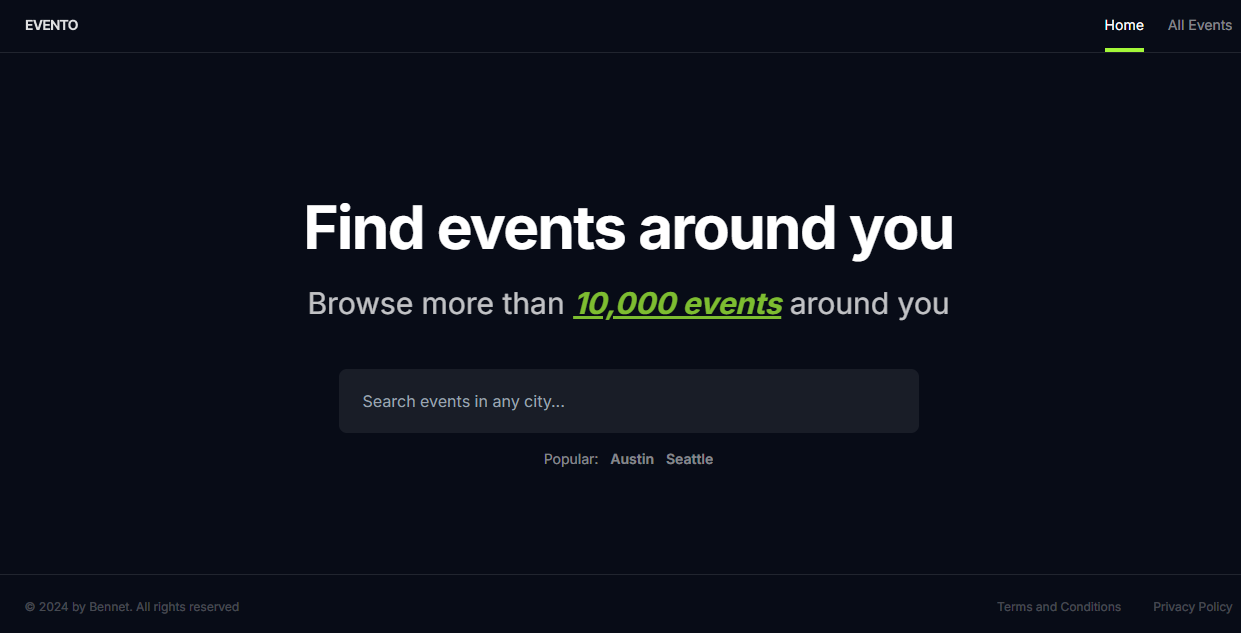 EVENTO
Home All Events
Find events around you
Browse more than 10,000 events around you
Search events in any city...
Popular: Austin Seattle
© 2024 by Bennet. All rights reserved
Terms and Conditions Privacy Policy